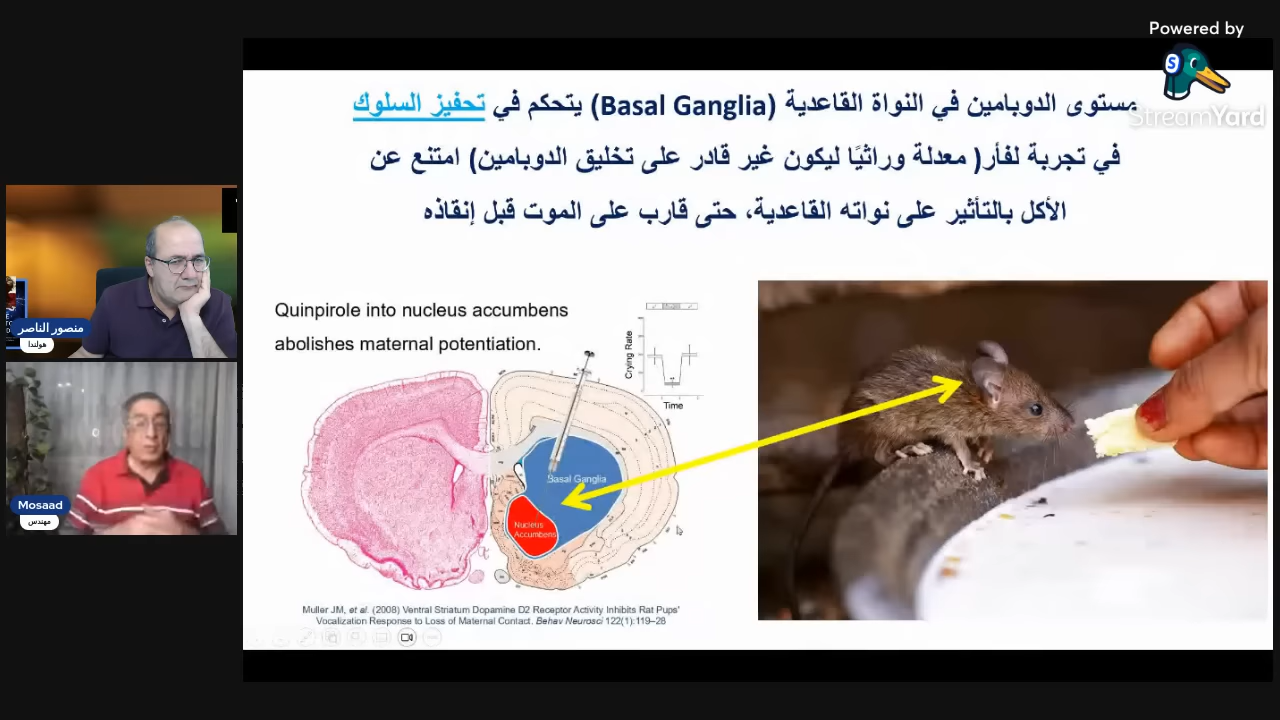 Powered by
StreamYard
مستوى الدوبامين في النواة القاعدية (Basal Ganglia) يتحكم في تحفيز السلوك
في تجربة لفأر( معدلة وراثيًا ليكون غير قادر على تخليق الدوبامين) امتنع عن
الأكل بالتأثير على نواته القاعدية، حتى قارب على الموت قبل إنقاذه
Quinpirole into nucleus accumbens
abolishes maternal potentiation.
Crying Rate
Time
Basal Ganglia
Nucleus
Accumbens
Muller JM, et al. (2008) Ventral Striatum Dopamine D2 Receptor Activity Inhibits Rat Pups'
Vocalization Response to Loss of Maternal Contact. Behav Neurosci 122(1):119–28
منصور الناصر
هولندا
Mosaad
مهندس